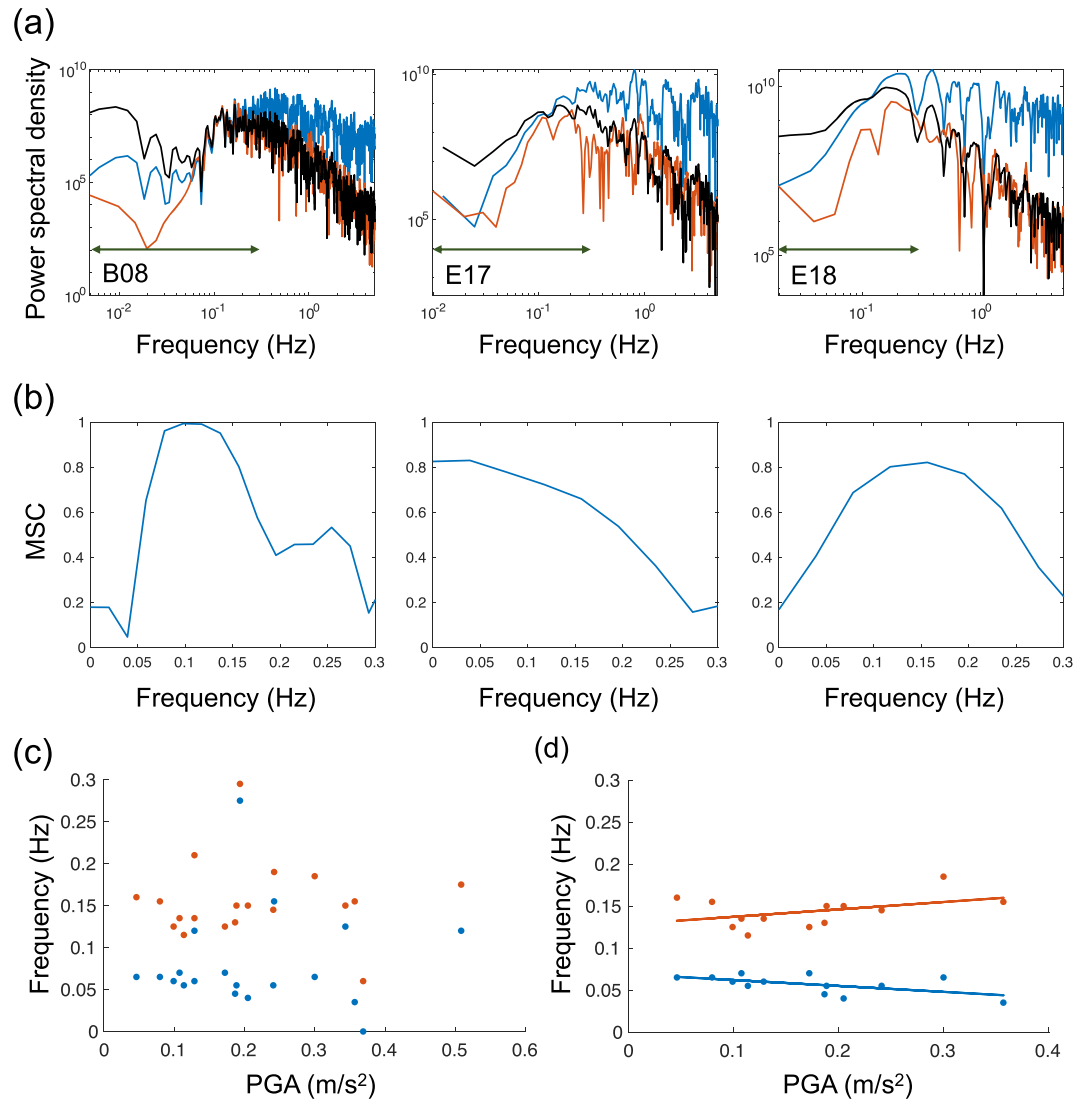 (a)
Power spectral density
10^10
10^5
10^0
10^-2
10^-1
10^0
B08
Frequency (Hz)
10^10
10^5
10^-2
10^-1
10^0
E17
Frequency (Hz)
10^10
10^5
10^-1
10^0
E18
Frequency (Hz)
(b)
MSC
1
0.8
0.6
0.4
0.2
0
0 0.05 0.1 0.15 0.2 0.25 0.3
Frequency (Hz)
1
0.8
0.6
0.4
0.2
0
0 0.05 0.1 0.15 0.2 0.25 0.3
Frequency (Hz)
1
0.8
0.6
0.4
0.2
0
0 0.05 0.1 0.15 0.2 0.25 0.3
Frequency (Hz)
(c)
Frequency (Hz)
0.3
0.25
0.2
0.15
0.1
0.05
0
0 0.1 0.2 0.3 0.4 0.5 0.6
PGA (m/s²)
(d)
Frequency (Hz)
0.3
0.25
0.2
0.15
0.1
0.05
0
0 0.1 0.2 0.3 0.4
PGA (m/s²)